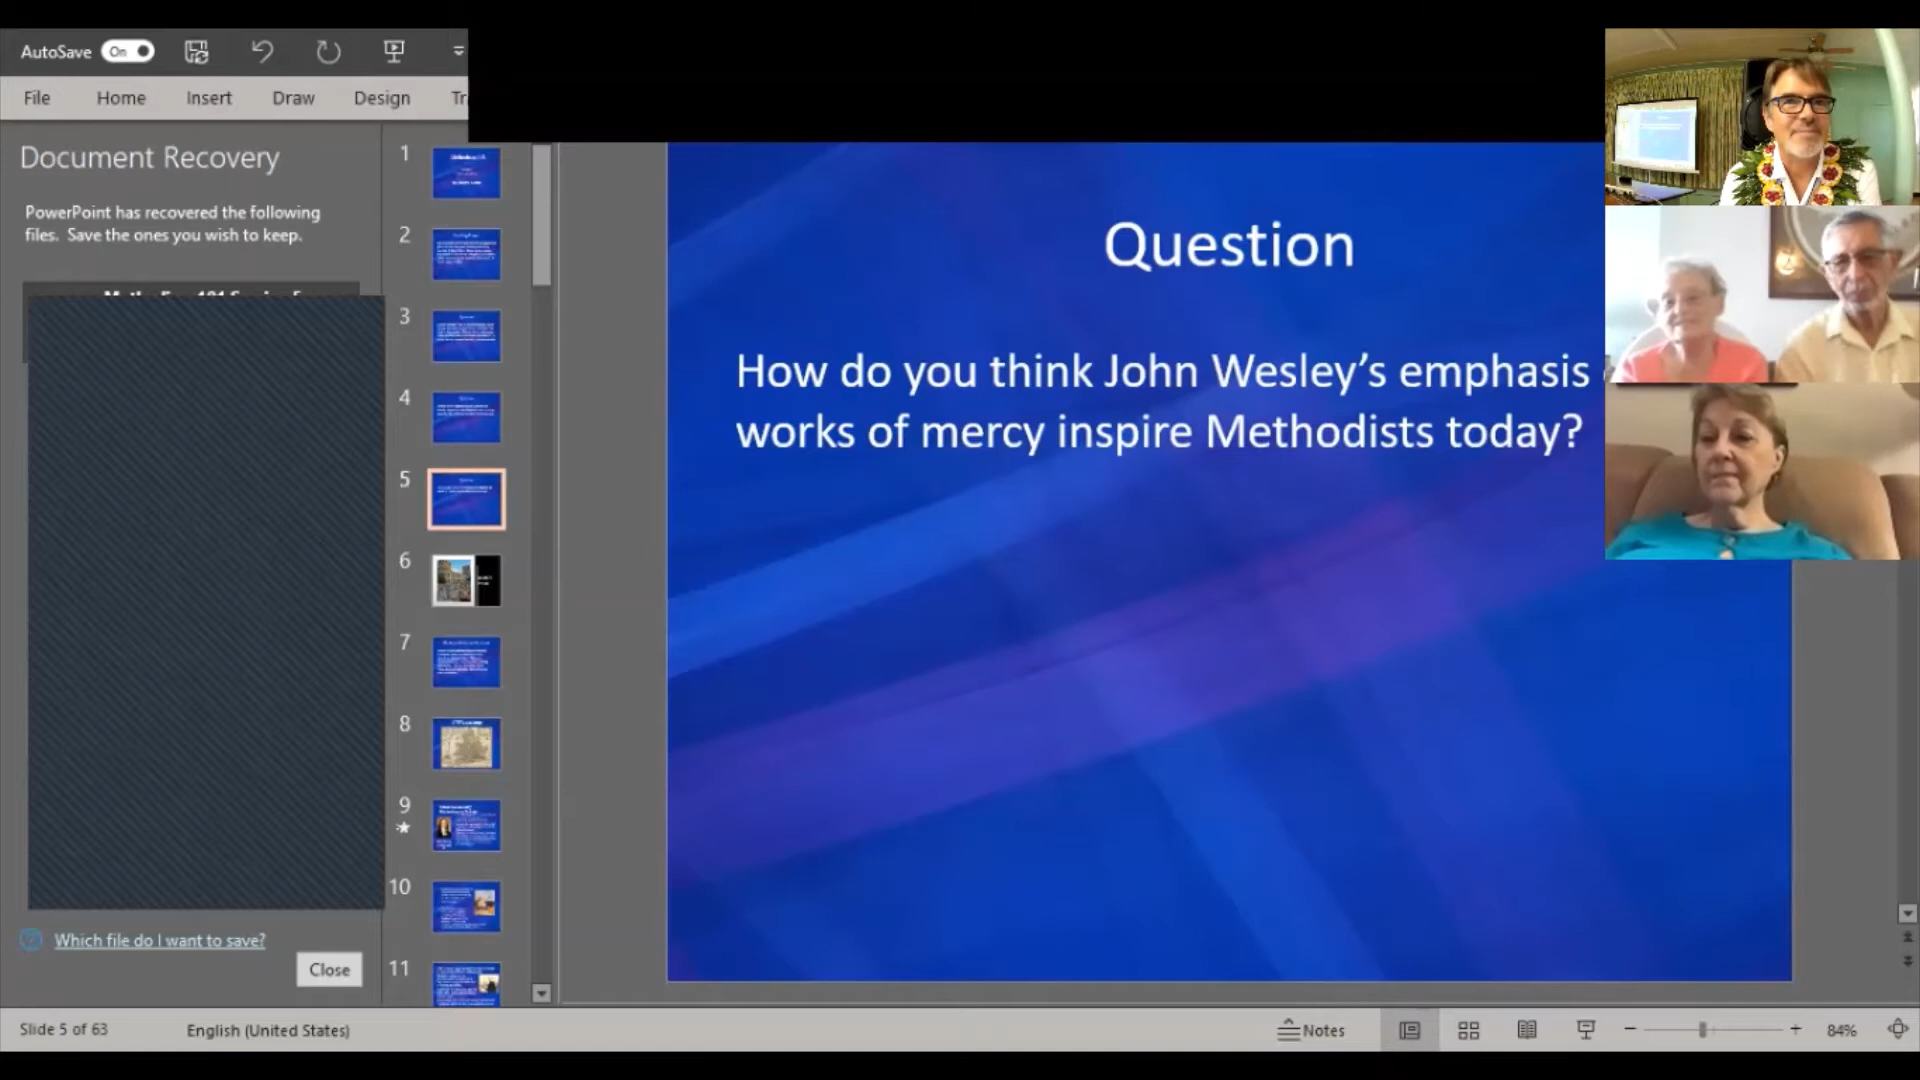 AutoSave On
File Home Insert Draw Design
Document Recovery
PowerPoint has recovered the following
files. Save the ones you wish to keep.
Which file do I want to save?
Close
1
2
3
4
5
6
7
8
9
10
11
Question
How do you think John Wesley’s emphasis
works of mercy inspire Methodists today?
Slide 5 of 63
English (United States)
Notes
84%